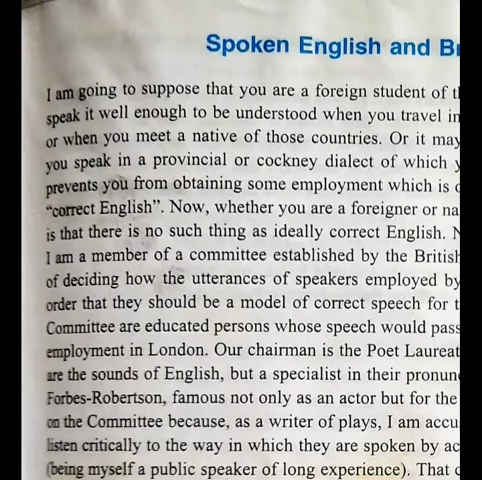 Spoken English and
I am going to suppose that you are a foreign student of
speak it well enough to be understood when you travel in
or when you meet a native of those countries. Or it may
you speak in a provincial or cockney dialect of which
prevents you from obtaining some employment which is
“correct English”. Now, whether you are a foreigner or
is that there is no such thing as ideally correct English.
I am a member of a committee established by the British
of deciding how the utterances of speakers employed by
order that they should be a model of correct speech for
Committee are educated persons whose speech would pass
employment in London. Our chairman is the Poet
are the sounds of English, but a specialist in their
Forbes-Robertson, famous not only as an actor but for the
on the Committee because, as a writer of plays, I am
listen critically to the way in which they are spoken by
(being myself a public speaker of long experience). That